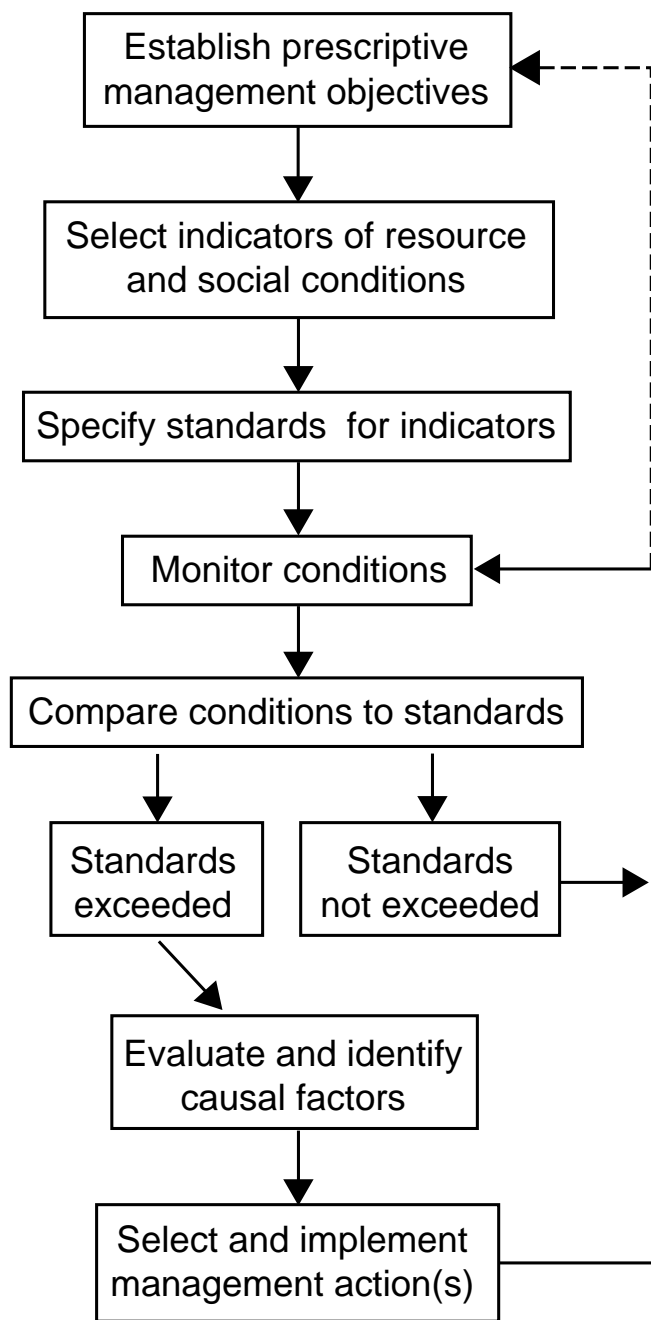 Establish prescriptive
management objectives
Select indicators of resource
and social conditions
Specify standards  for indicators
Monitor conditions
Compare conditions to standards
Standards
exceeded
Standards
not exceeded
Evaluate and identify
causal factors
Select and implement
management action(s)